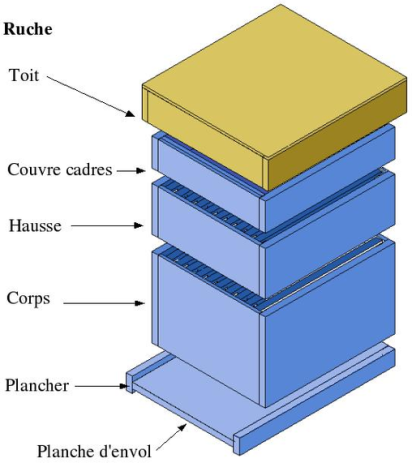 Ruche
Toit
Couvre cadres
Hausse
Corps
Plancher
Planche d'envol